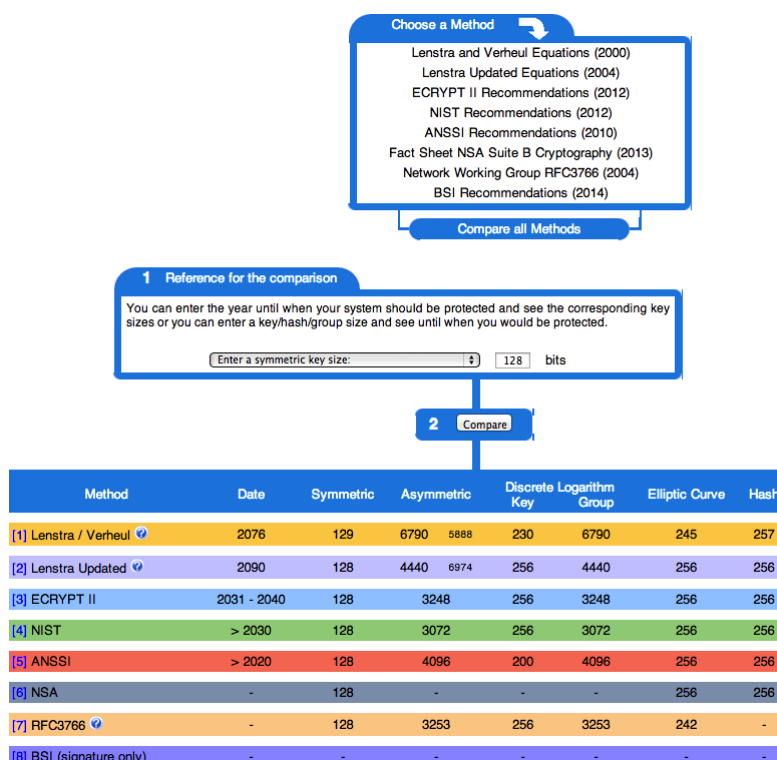 Choose a Method
Lenstra and Verheul Equations (2000)
Lenstra Updated Equations (2004)
ECRYPT II Recommendations (2012)
NIST Recommendations (2012)
ANSSI Recommendations (2010)
Fact Sheet NSA Suite B Cryptography (2013)
Network Working Group RFC3766 (2004)
BSI Recommendations (2014)
Compare all Methods
1 Reference for the comparison
You can enter the year until when your system should be protected and see the corresponding key
sizes or you can enter a key/hash/group size and see until when you would be protected.
Enter a symmetric key size: 128 bits
2 Compare
Method Date Symmetric Asymmetric Discrete Logarithm Elliptic Curve Hash
Key Group
[1] Lenstra / Verheul ? 2076 129 6790 5888 230 6790 245 257
[2] Lenstra Updated ? 2090 128 4440 6974 256 4440 256 256
[3] ECRYPT II 2031 - 2040 128 3248 256 3248 256 256
[4] NIST > 2030 128 3072 256 3072 256 256
[5] ANSSI > 2020 128 4096 200 4096 256 256
[6] NSA - 128 - - - 256 256
[7] RFC3766 ? - 128 3253 256 3253 242 -
[8] BSI (signature only) - - - - - - -